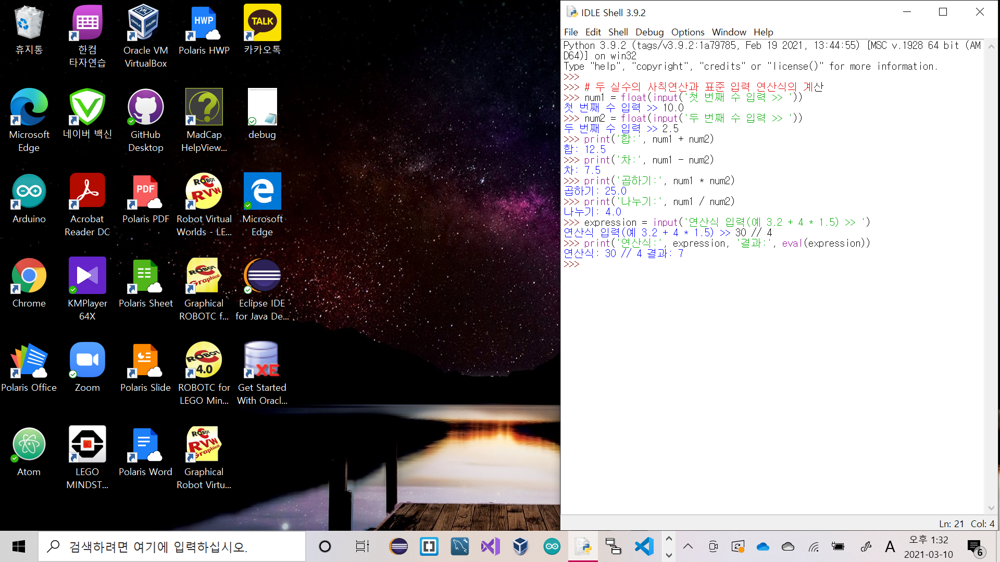 휴지통
한컴
타자연습
Oracle VM
VirtualBox
HWP
Polaris HWP
TALK
카카오톡
Microsoft
Edge
네이버 백신
GitHub
Desktop
MadCap
HelpView...
debug
Arduino
Acrobat
Reader DC
PDF
Polaris PDF
ROBOT
RVW
Robot Virtual
Worlds - LE...
Microsoft
Edge
Chrome
KMPlayer
64X
Polaris Sheet
ROBOT
Graphical
Graphical
ROBOTC f...
Eclipse IDE
for Java De...
Polaris Office
Zoom
Polaris Slide
ROBOT
4.0
ROBOTC for
LEGO Min...
XE
Get Started
With Oracl...
Atom
LEGO
MINDST...
Polaris Word
ROBOT
RVW
Graphical
Graphical
Robot Virtu...
IDLE Shell 3.9.2
File Edit Shell Debug Options Window Help
Python 3.9.2 (tags/v3.9.2:1a79785, Feb 19 2021, 13:44:55) [MSC v.1928 64 bit (AM
D64)] on win32
Type "help", "copyright", "credits" or "license()" for more information.
>>>
>>> # 두 실수의 사칙연산과 표준 입력 연산식의 계산
>>> num1 = float(input('첫 번째 수 입력 >> '))
첫 번째 수 입력 >> 10.0
>>> num2 = float(input('두 번째 수 입력 >> '))
두 번째 수 입력 >> 2.5
>>> print('합:', num1 + num2)
합: 12.5
>>> print('차:', num1 - num2)
차: 7.5
>>> print('곱하기:', num1 * num2)
곱하기: 25.0
>>> print('나누기:', num1 / num2)
나누기: 4.0
>>> expression = input('연산식 입력(예 3.2 + 4 * 1.5) >> ')
연산식 입력(예 3.2 + 4 * 1.5) >> 30 // 4
>>> print('연산식:', expression, '결과:', eval(expression))
연산식: 30 // 4 결과: 7
>>>
Ln: 21 Col: 4
검색하려면 여기에 입력하십시오.
A
오후 1:32
2021-03-10
6